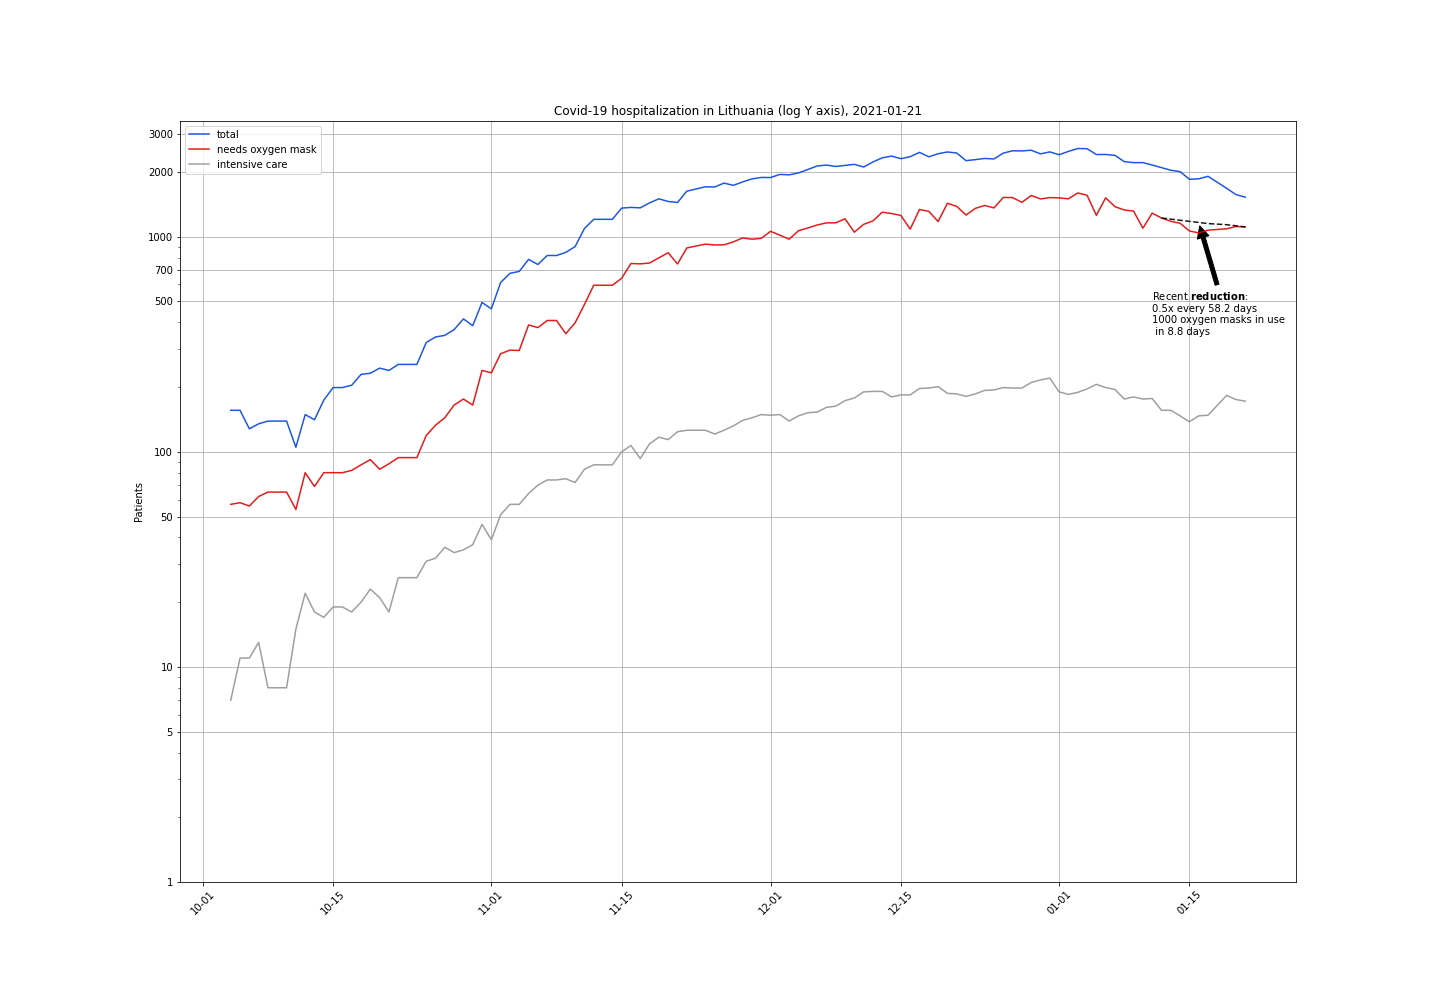 Covid-19 hospitalization in Lithuania (log Y axis), 2021-01-21
total
needs oxygen mask
intensive care
3000
2000
1000
700
500
100
50
10
5
1
Patients
Recent reduction:
0.5x every 58.2 days
1000 oxygen masks in use
in 8.8 days
10-01
10-15
11-01
11-15
12-01
12-15
01-01
01-15